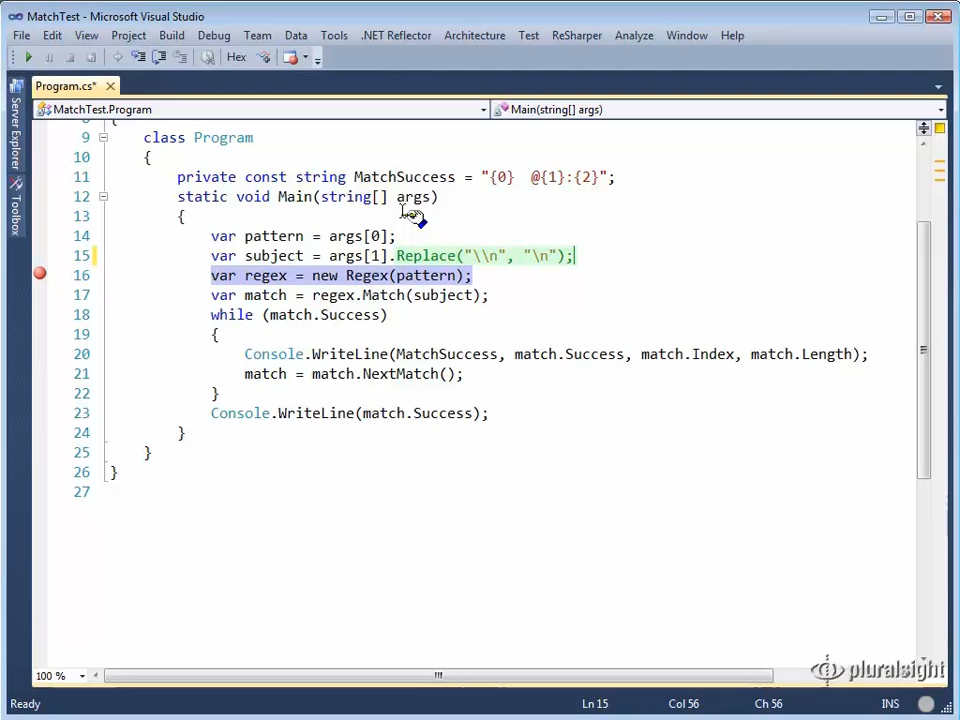 MatchTest - Microsoft Visual Studio
File Edit View Project Build Debug Team Data Tools .NET Reflector Architecture Test ReSharper Analyze Window Help
Hex
Program.cs*
MatchTest.Program Main(string[] args)
Server Explorer
Toolbox
9 class Program
10 {
11 private const string MatchSuccess = "{0}  @{1}:{2}";
12 static void Main(string[] args)
13 {
14 var pattern = args[0];
15 var subject = args[1].Replace("\\n", "\n");
16 var regex = new Regex(pattern);
17 var match = regex.Match(subject);
18 while (match.Success)
19 {
20 Console.WriteLine(MatchSuccess, match.Success, match.Index, match.Length);
21 match = match.NextMatch();
22 }
23 Console.WriteLine(match.Success);
24 }
25 }
26 }
27
100 %
pluralsight
Ready Ln 15 Col 56 Ch 56 INS